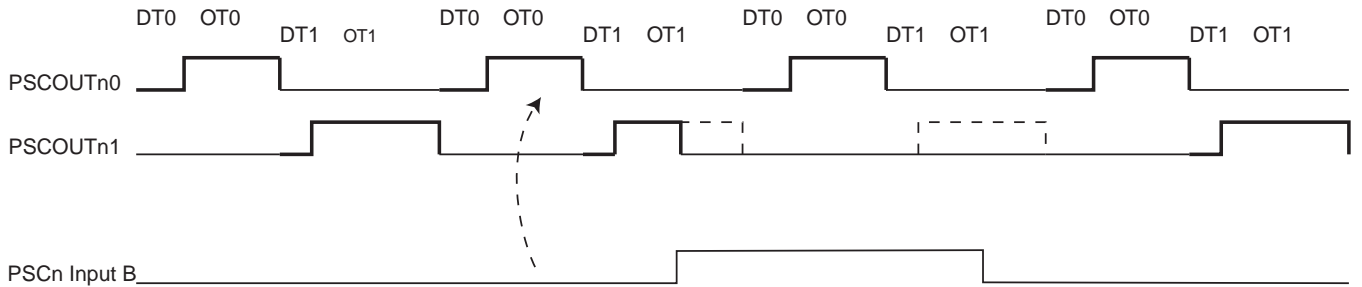 DT0 OT0 DT0 OT0 DT0 OT0 DT0 OT0
DT1 OT1 DT1 OT1 DT1 OT1 DT1 OT1
PSCOUTn0
PSCOUTn1
PSCn Input B